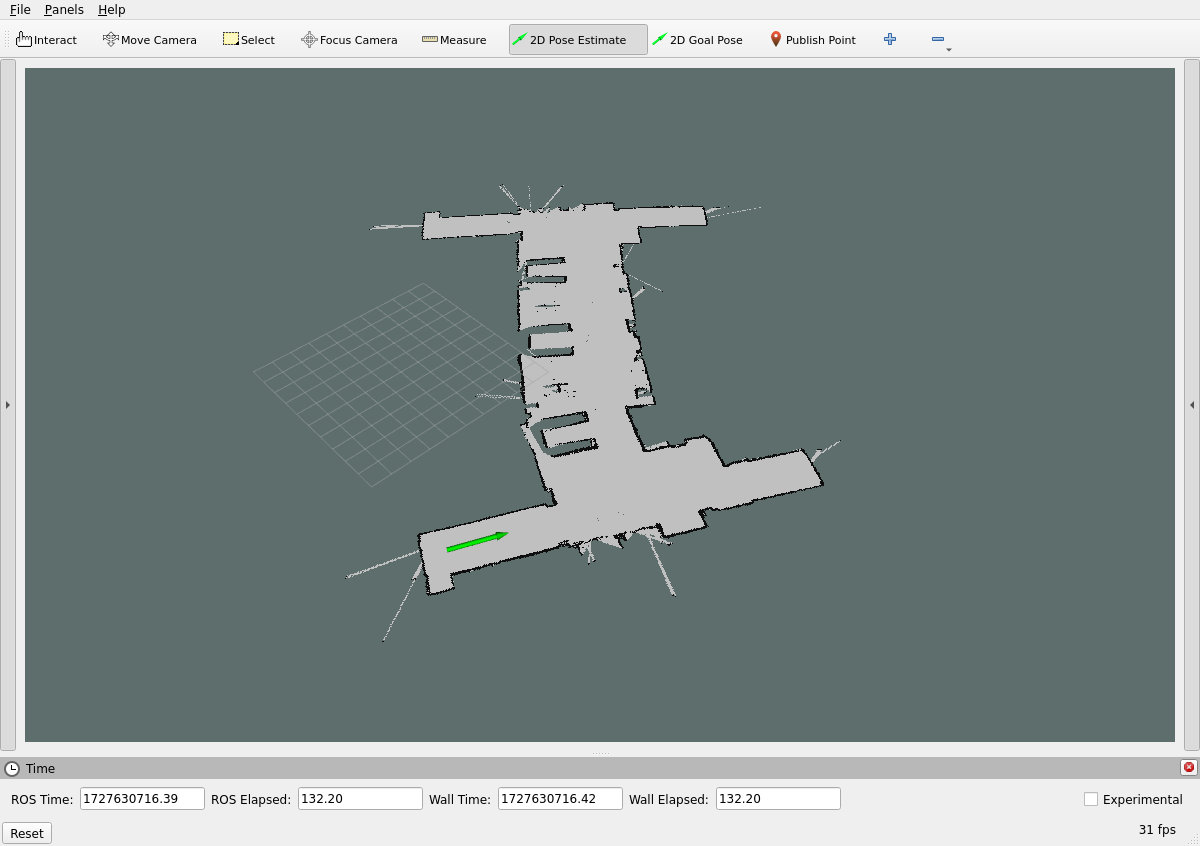 File Panels Help
Interact Move Camera Select Focus Camera Measure 2D Pose Estimate 2D Goal Pose Publish Point
Time
ROS Time: 1727630716.39 ROS Elapsed: 132.20 Wall Time: 1727630716.42 Wall Elapsed: 132.20 Experimental
Reset 31 fps